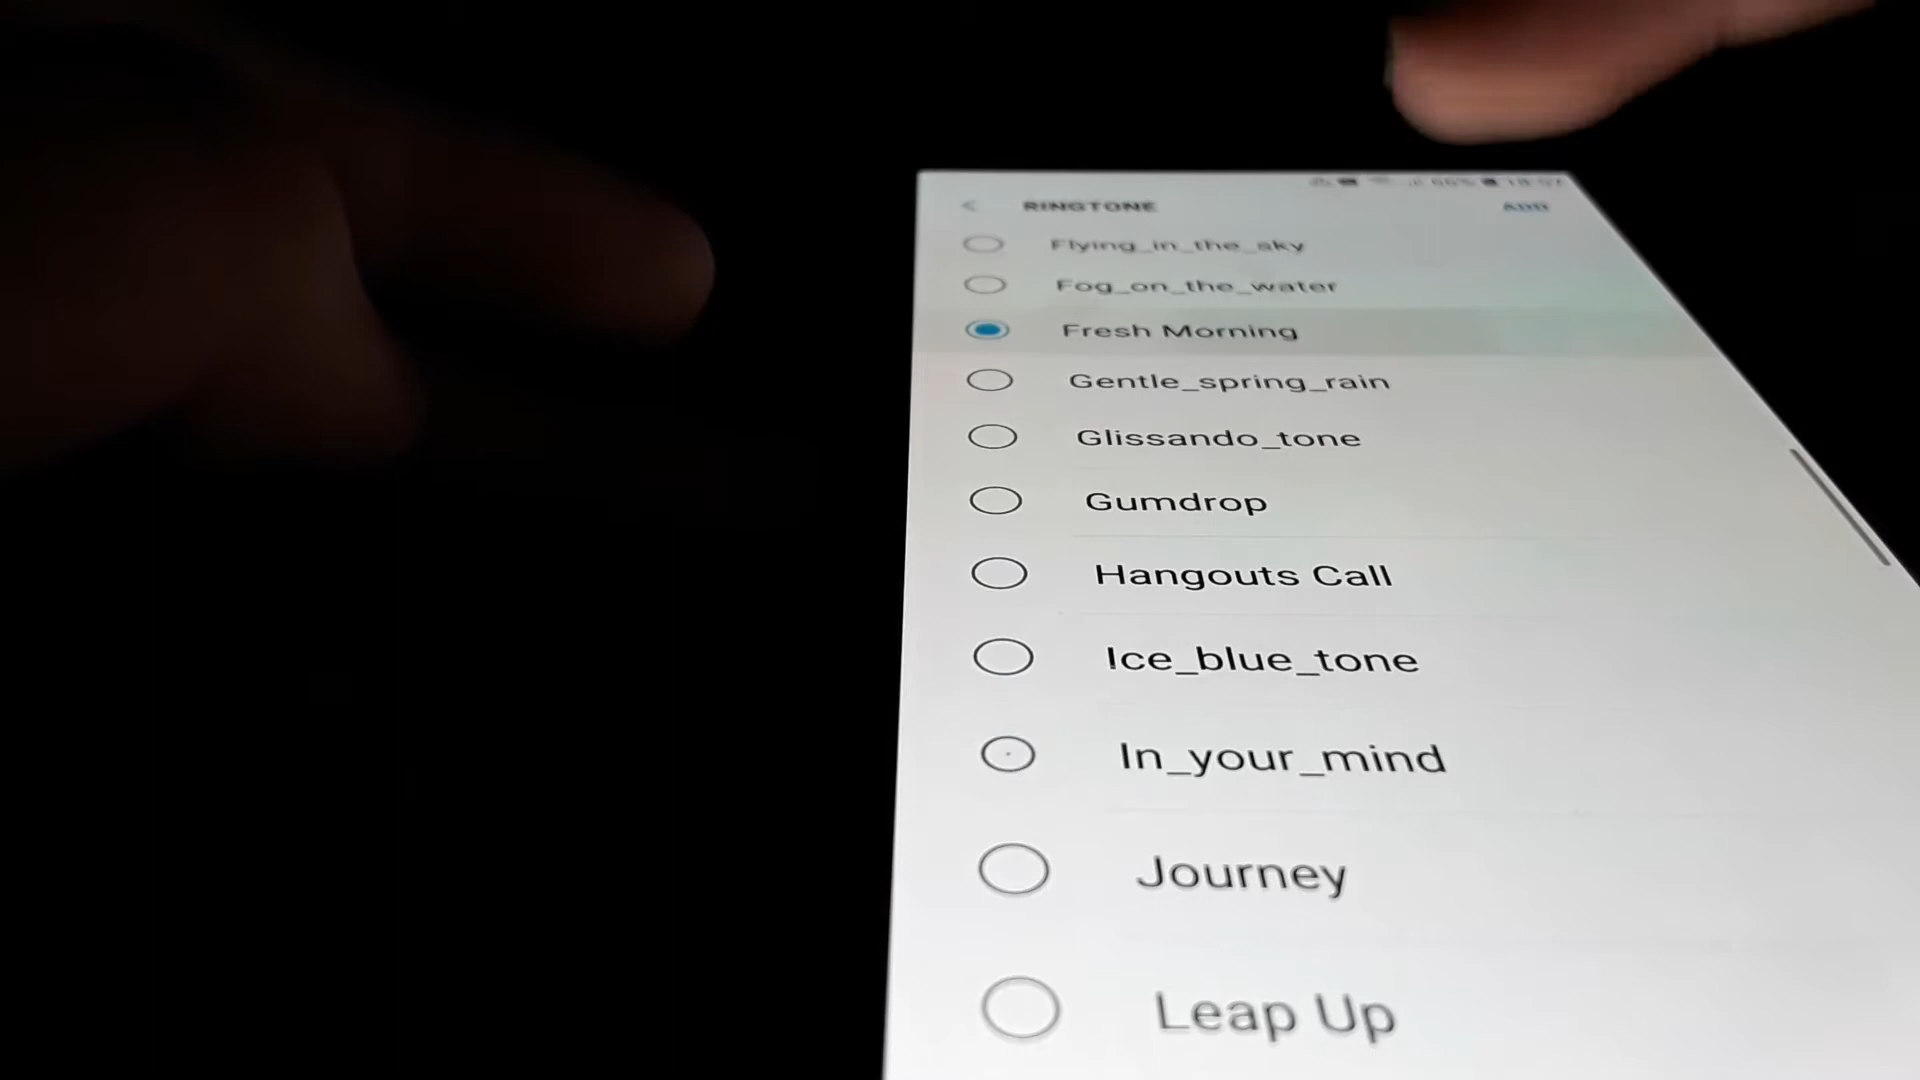 RINGTONE
ADD
Flying_in_the_sky
Fog_on_the_water
Fresh Morning
Gentle_spring_rain
Glissando_tone
Gumdrop
Hangouts Call
Ice_blue_tone
In_your_mind
Journey
Leap Up